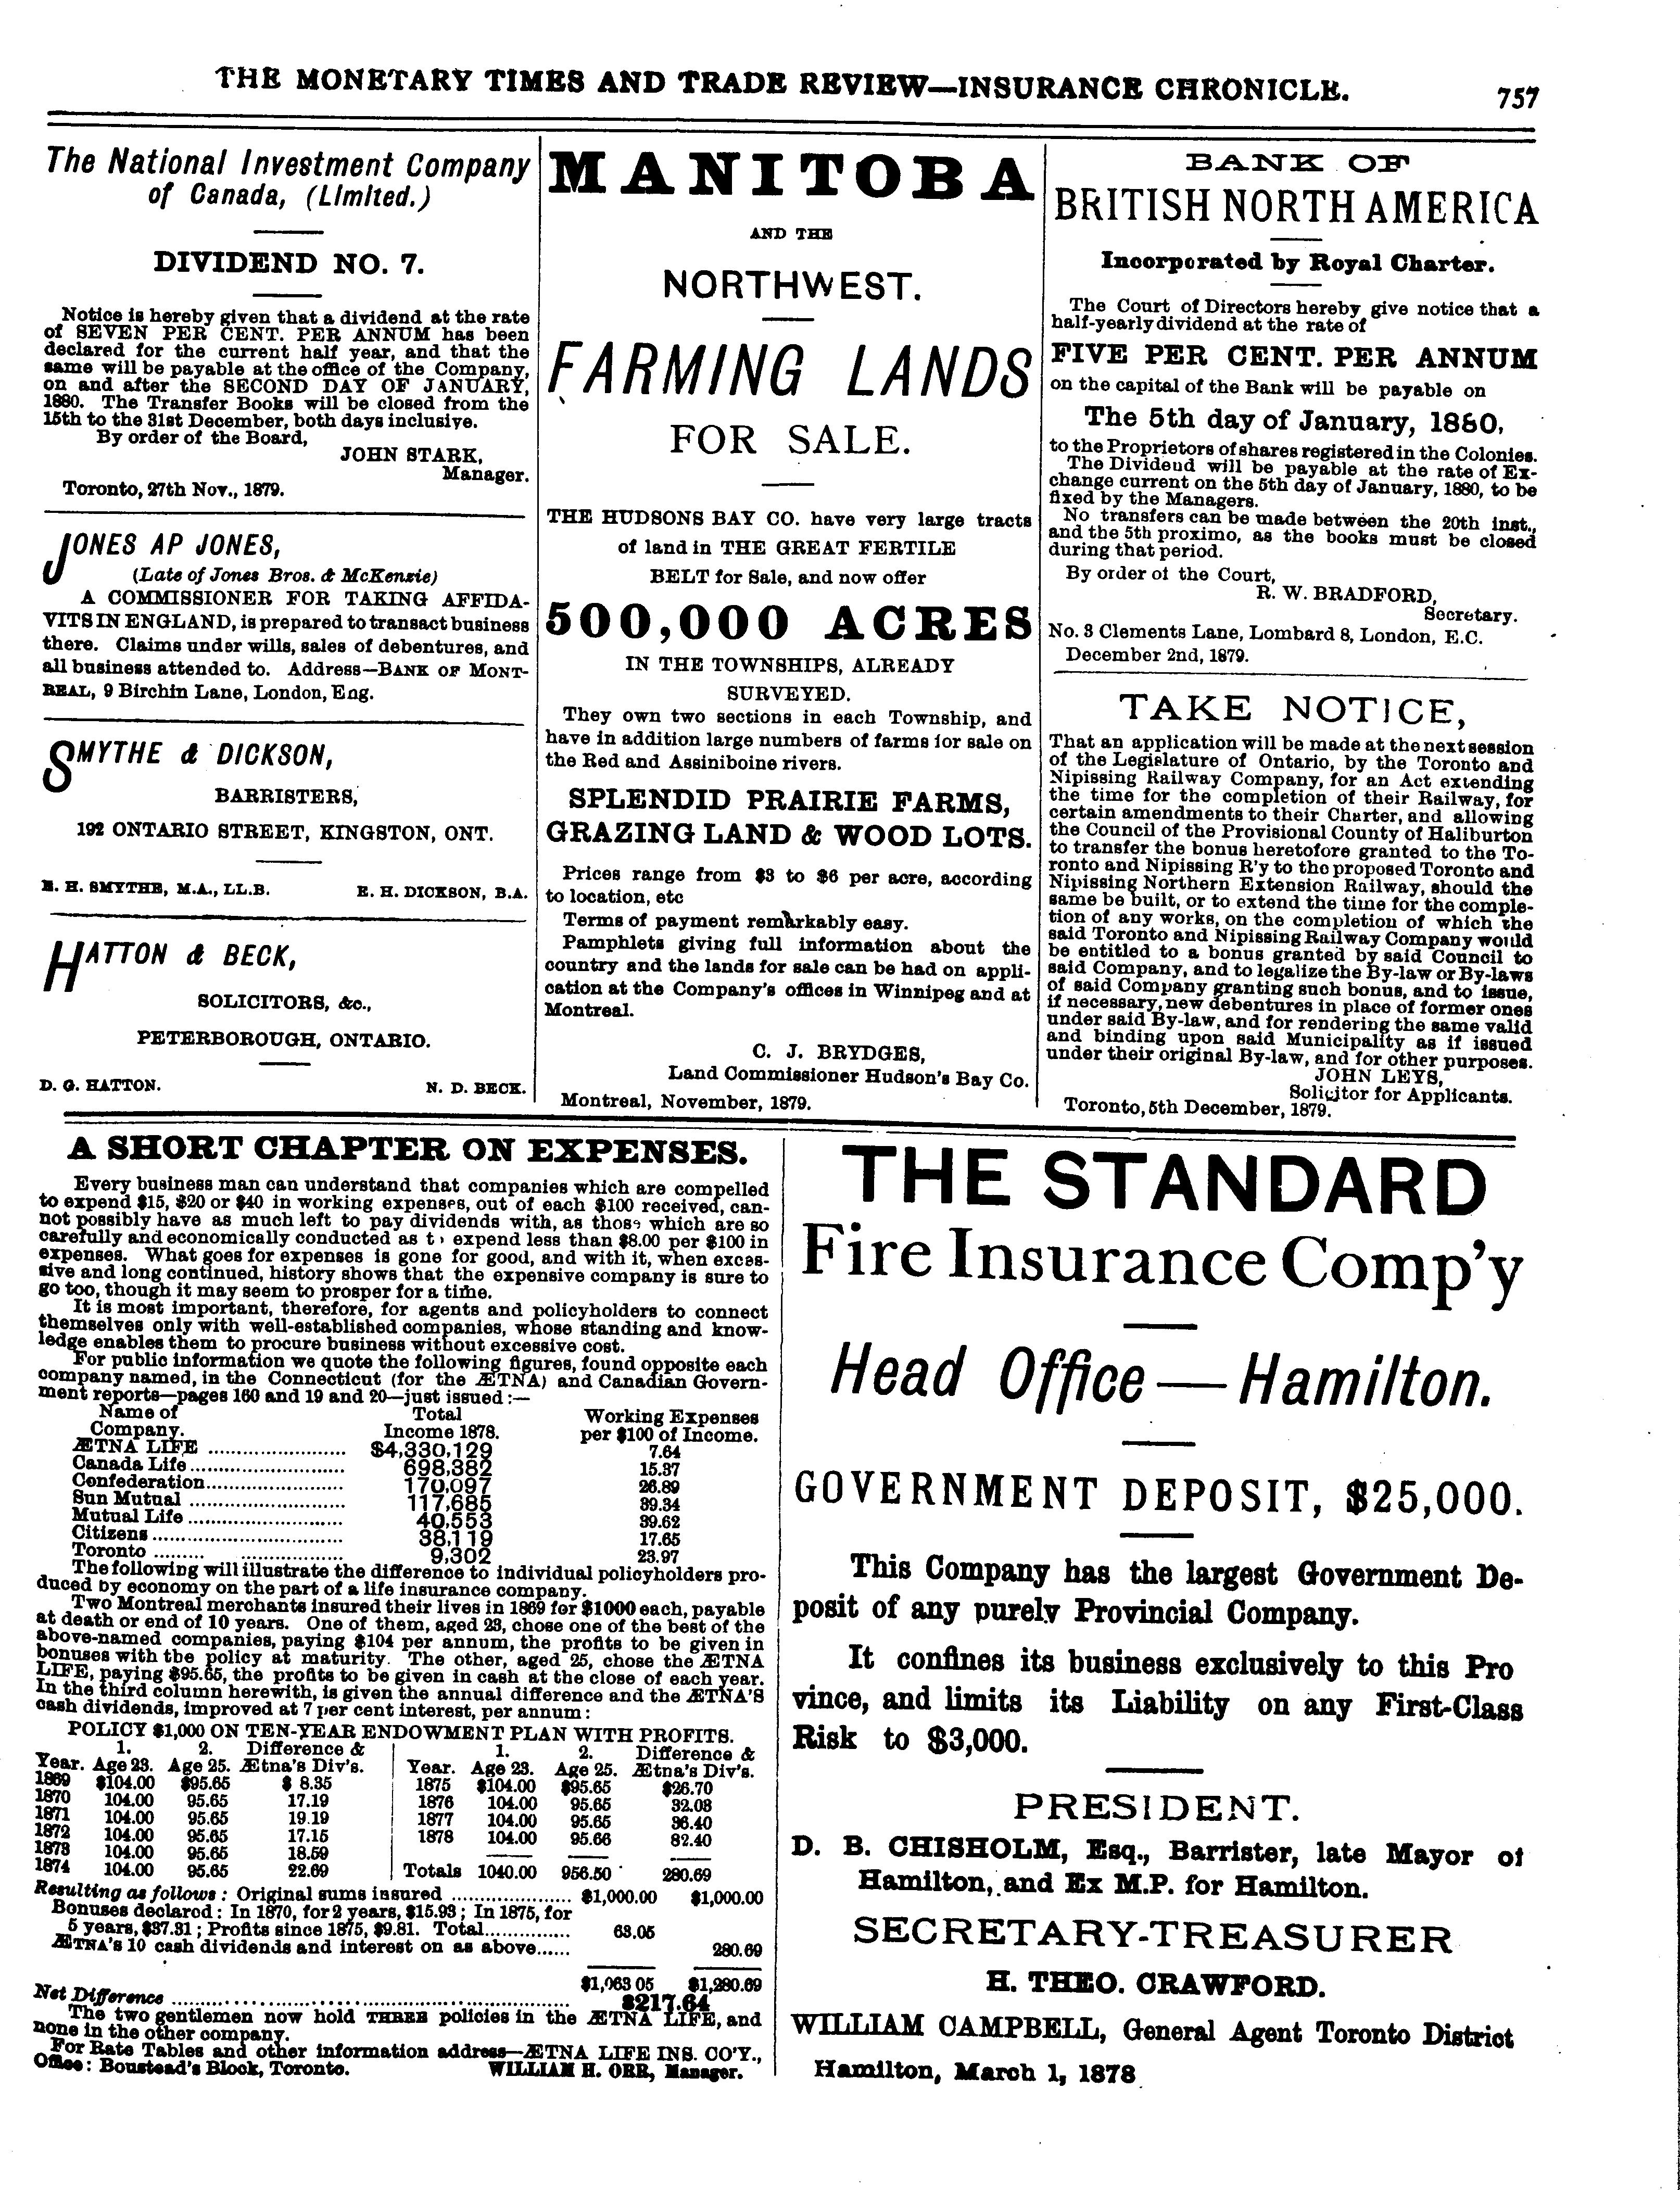 THE MONETARY TIMES AND TRADE REVIEW—INSURANCE CHRONICLE. 757
The National Investment Company
of Canada, (Limited.)
DIVIDEND NO. 7.
Notice is hereby given that a dividend at the rate
of SEVEN PER CENT. PER ANNUM has been
declared for the current half year, and that the
same will be payable at the office of the Company,
on and after the SECOND DAY OF JANUARY,
1880. The Transfer Books will be closed from the
15th to the 31st December, both days inclusive.
By order of the Board,
JOHN STARK,
Manager.
Toronto, 27th Nov., 1879.
JONES AP JONES,
(Late of Jones Bros. & McKenzie)
A COMMISSIONER FOR TAKING AFFIDA-
VITS IN ENGLAND, is prepared to transact business
there. Claims under wills, sales of debentures, and
all business attended to. Address—BANK OF MONT-
REAL, 9 Birchin Lane, London, Eng.
SMYTHE & DICKSON,
BARRISTERS,
192 ONTARIO STREET, KINGSTON, ONT.
E. H. SMYTHE, M.A., LL.B. E. H. DICKSON, B.A.
HATTON & BECK,
SOLICITORS, &c.,
PETERBOROUGH, ONTARIO.
D. G. HATTON. N. D. BECK.
MANITOBA
AND THE
NORTHWEST.
FARMING LANDS
FOR SALE.
THE HUDSONS BAY CO. have very large tracts
of land in THE GREAT FERTILE
BELT for Sale, and now offer
500,000 ACRES
IN THE TOWNSHIPS, ALREADY
SURVEYED.
They own two sections in each Township, and
have in addition large numbers of farms for sale on
the Red and Assiniboine rivers.
SPLENDID PRAIRIE FARMS,
GRAZING LAND & WOOD LOTS.
Prices range from $3 to $6 per acre, according
to location, etc
Terms of payment remarkably easy.
Pamphlets giving full information about the
country and the lands for sale can be had on appli-
cation at the Company's offices in Winnipeg and at
Montreal.
C. J. BRYDGES,
Land Commissioner Hudson's Bay Co.
Montreal, November, 1879.
BANK OF
BRITISH NORTH AMERICA
Incorporated by Royal Charter.
The Court of Directors hereby give notice that a
half-yearly dividend at the rate of
FIVE PER CENT. PER ANNUM
on the capital of the Bank will be payable on
The 5th day of January, 1880,
to the Proprietors of shares registered in the Colonies.
The Dividend will be payable at the rate of Ex-
change current on the 5th day of January, 1880, to be
fixed by the Managers.
No transfers can be made between the 20th inst.,
and the 5th proximo, as the books must be closed
during that period.
By order of the Court,
R. W. BRADFORD,
Secretary.
No. 3 Clements Lane, Lombard 8, London, E.C.
December 2nd, 1879.
TAKE NOTICE,
That an application will be made at the next session
of the Legislature of Ontario, by the Toronto and
Nipissing Railway Company, for an Act extending
the time for the completion of their Railway, for
certain amendments to their Charter, and allowing
the Council of the Provisional County of Haliburton
to transfer the bonus heretofore granted to the To-
ronto and Nipissing R'y to the proposed Toronto and
Nipissing Northern Extension Railway, should the
same be built, or to extend the time for the comple-
tion of any works, on the completion of which the
said Toronto and Nipissing Railway Company would
be entitled to a bonus granted by said Council to
said Company, and to legalize the By-law or By-laws
of said Company granting such bonus, and to issue,
if necessary, new debentures in place of former ones
under said By-law, and for rendering the same valid
and binding upon said Municipality as if issued
under their original By-law, and for other purposes.
JOHN LEYS,
Solicitor for Applicants.
Toronto, 5th December, 1879.
A SHORT CHAPTER ON EXPENSES.
Every business man can understand that companies which are compelled
to expend $15, $20 or $40 in working expenses, out of each $100 received, can-
not possibly have as much left to pay dividends with, as those which are so
carefully and economically conducted as to expend less than $8.00 per $100 in
expenses. What goes for expenses is gone for good, and with it, when exces-
sive and long continued, history shows that the expensive company is sure to
go too, though it may seem to prosper for a time.
It is most important, therefore, for agents and policyholders to connect
themselves only with well-established companies, whose standing and know-
ledge enables them to procure business without excessive cost.
For public information we quote the following figures, found opposite each
company named, in the Connecticut (for the ÆTNA) and Canadian Govern-
ment reports—pages 160 and 19 and 20—just issued :—
Name of Total Working Expenses
Company. Income 1878. per $100 of Income.
ÆTNA LIFE ........................ $4,330,129 7.64
Canada Life........................... 698,382 15.37
Confederation........................ 170,097 26.89
Sun Mutual ........................... 117,685 39.34
Mutual Life ........................... 40,553 39.62
Citizens ................................. 38,119 17.65
Toronto ......... .................. 9,302 23.97
The following will illustrate the difference to individual policyholders pro-
duced by economy on the part of a life insurance company.
Two Montreal merchants insured their lives in 1869 for $1000 each, payable
at death or end of 10 years. One of them, aged 23, chose one of the best of the
above-named companies, paying $104 per annum, the profits to be given in
bonuses with the policy at maturity. The other, aged 25, chose the ÆTNA
LIFE, paying $95.65, the profits to be given in cash at the close of each year.
In the third column herewith, is given the annual difference and the ÆTNA'S
cash dividends, improved at 7 per cent interest, per annum :
POLICY $1,000 ON TEN-YEAR ENDOWMENT PLAN WITH PROFITS.
1. 2. Difference & 1. 2. Difference &
Year. Age 23. Age 25. Ætna's Div's. Year. Age 23. Age 25. Ætna's Div's.
1869 $104.00 $95.65 $ 8.35 1875 $104.00 $95.65 $26.70
1870 104.00 95.65 17.19 1876 104.00 95.65 32.08
1871 104.00 95.65 19.19 1877 104.00 95.65 36.40
1872 104.00 95.65 17.15 1878 104.00 95.66 82.40
1873 104.00 95.65 18.59
1874 104.00 95.65 22.69 Totals 1040.00 956.50 280.69
Resulting as follows : Original sums insured .................... $1,000.00 $1,000.00
Bonuses declared : In 1870, for 2 years, $15.93 ; In 1875, for
5 years, $37.31 ; Profits since 1875, $9.81. Total............... 63.05
ÆTNA'S 10 cash dividends and interest on as above...... 280.69
$1,063 05 $1,280.69
Net Difference .................................................................. $217.64
The two gentlemen now hold THREE policies in the ÆTNA LIFE, and
none in the other company.
For Rate Tables and other information address—ÆTNA LIFE INS. CO'Y.,
Office : Boustead's Block, Toronto. WILLIAM H. ORR, Manager.
THE STANDARD
Fire Insurance Comp'y
Head Office — Hamilton.
GOVERNMENT DEPOSIT, $25,000.
This Company has the largest Government De-
posit of any purely Provincial Company.
It confines its business exclusively to this Pro
vince, and limits its Liability on any First-Class
Risk to $3,000.
PRESIDENT.
D. B. CHISHOLM, Esq., Barrister, late Mayor of
Hamilton, and Ex M.P. for Hamilton.
SECRETARY-TREASURER
H. THEO. CRAWFORD.
WILLIAM CAMPBELL, General Agent Toronto District
Hamilton, March 1, 1878